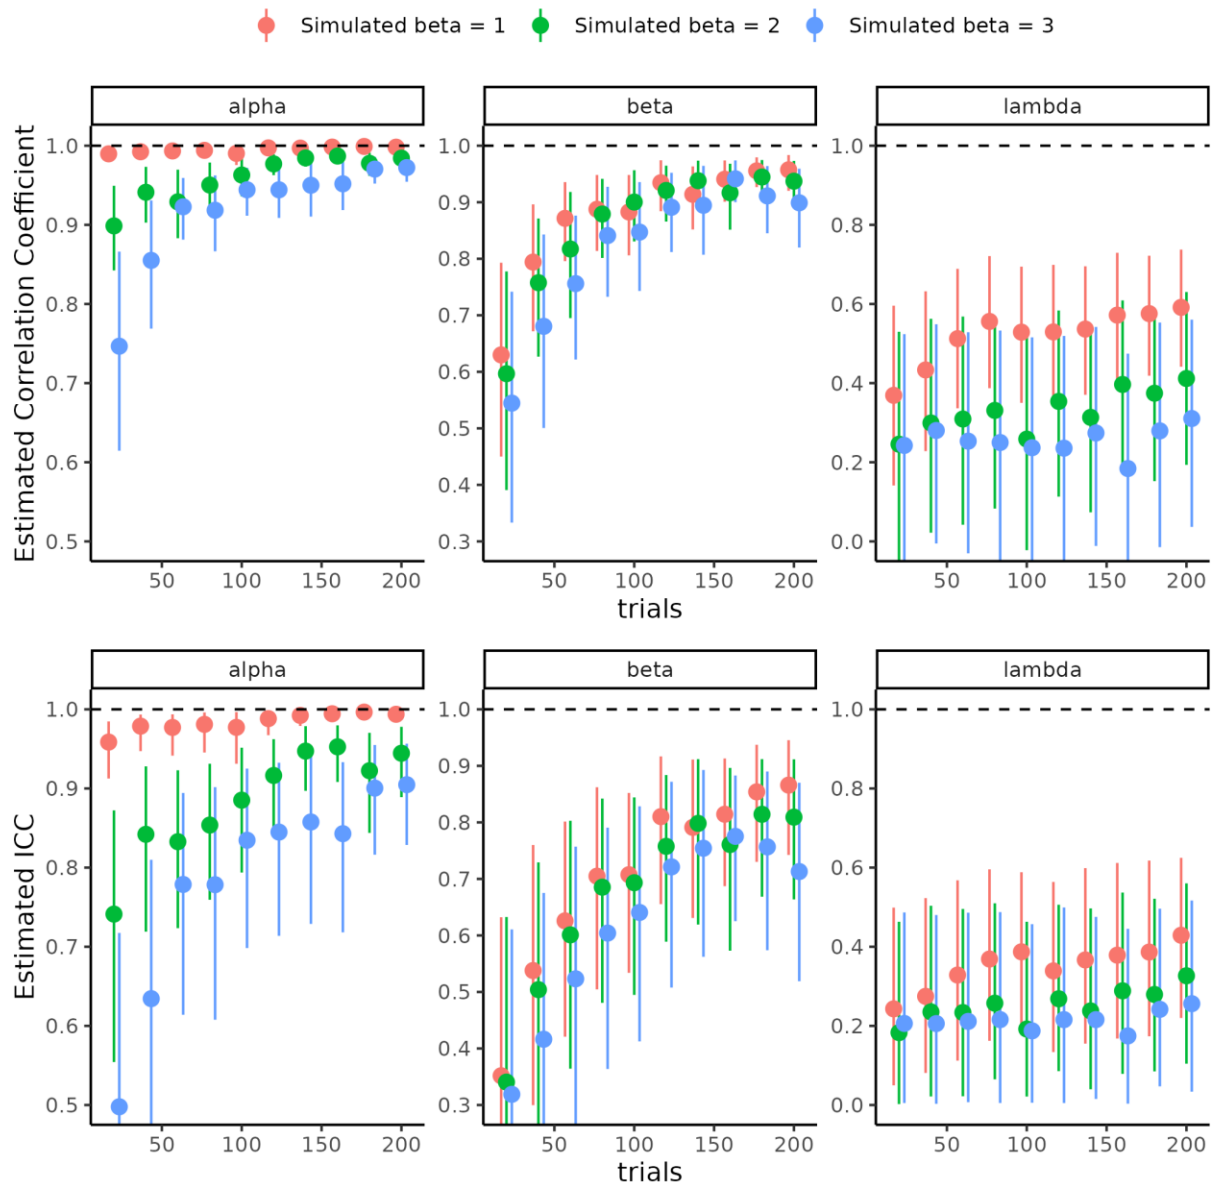 Simulated beta = 1 Simulated beta = 2 Simulated beta = 3
alpha beta lambda
Estimated Correlation Coefficient
1.0 0.9 0.8 0.7 0.6 0.5
1.0 0.9 0.8 0.7 0.6 0.5 0.4 0.3
1.0 0.8 0.6 0.4 0.2 0.0
50 100 150 200 50 100 150 200 50 100 150 200
trials
alpha beta lambda
Estimated ICC
1.0 0.9 0.8 0.7 0.6 0.5
1.0 0.9 0.8 0.7 0.6 0.5 0.4 0.3
1.0 0.8 0.6 0.4 0.2 0.0
50 100 150 200 50 100 150 200 50 100 150 200
trials